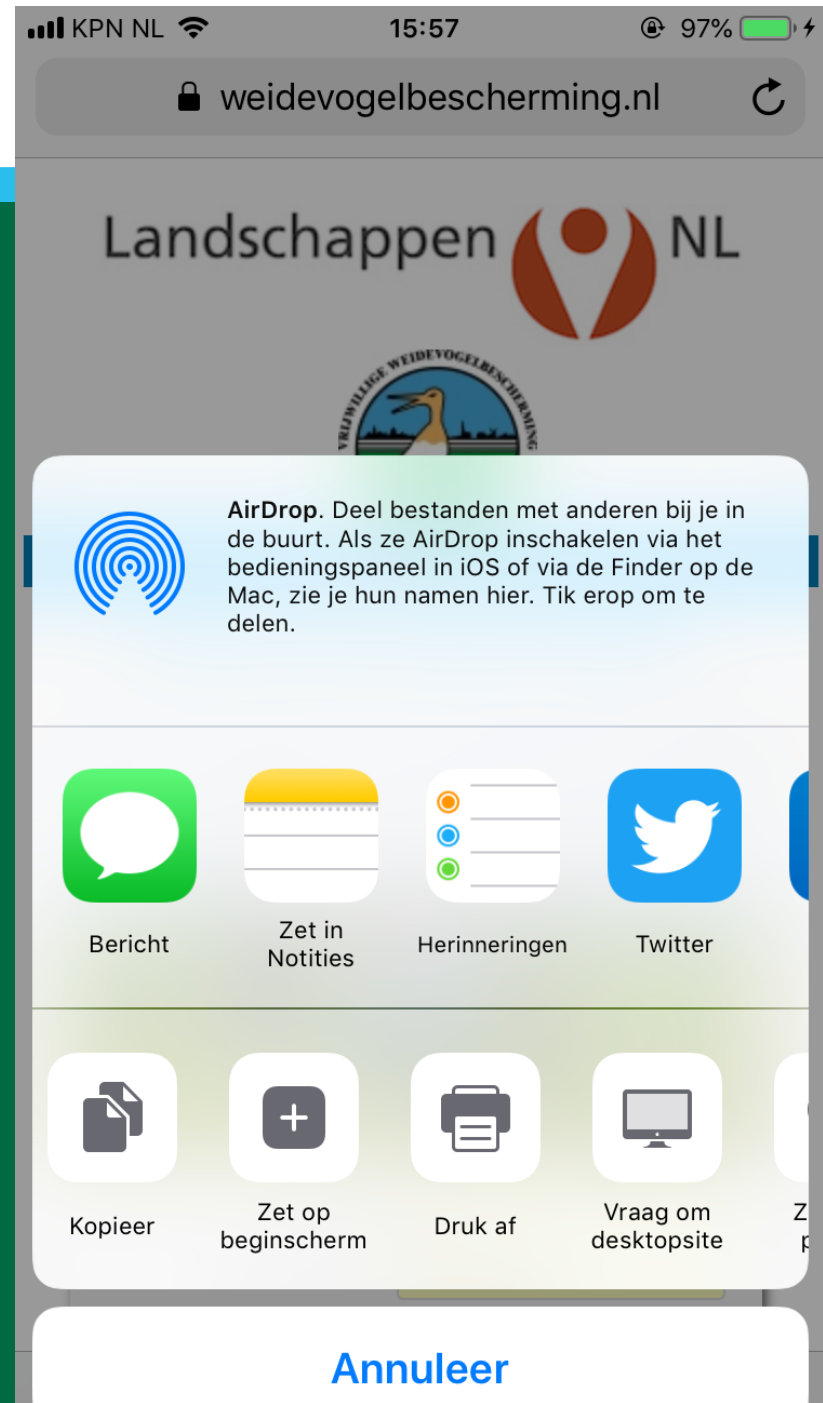 KPN NL 15:57 97%
weidevogelbescherming.nl
Landschappen NL
VRIJWILLIGE WEIDEVOGELBESCHERMING
AirDrop. Deel bestanden met anderen bij je in
de buurt. Als ze AirDrop inschakelen via het
bedieningspaneel in iOS of via de Finder op de
Mac, zie je hun namen hier. Tik erop om te
delen.
Bericht
Zet in
Notities
Herinneringen
Twitter
Kopieer
Zet op
beginscherm
Druk af
Vraag om
desktopsite
Annuleer